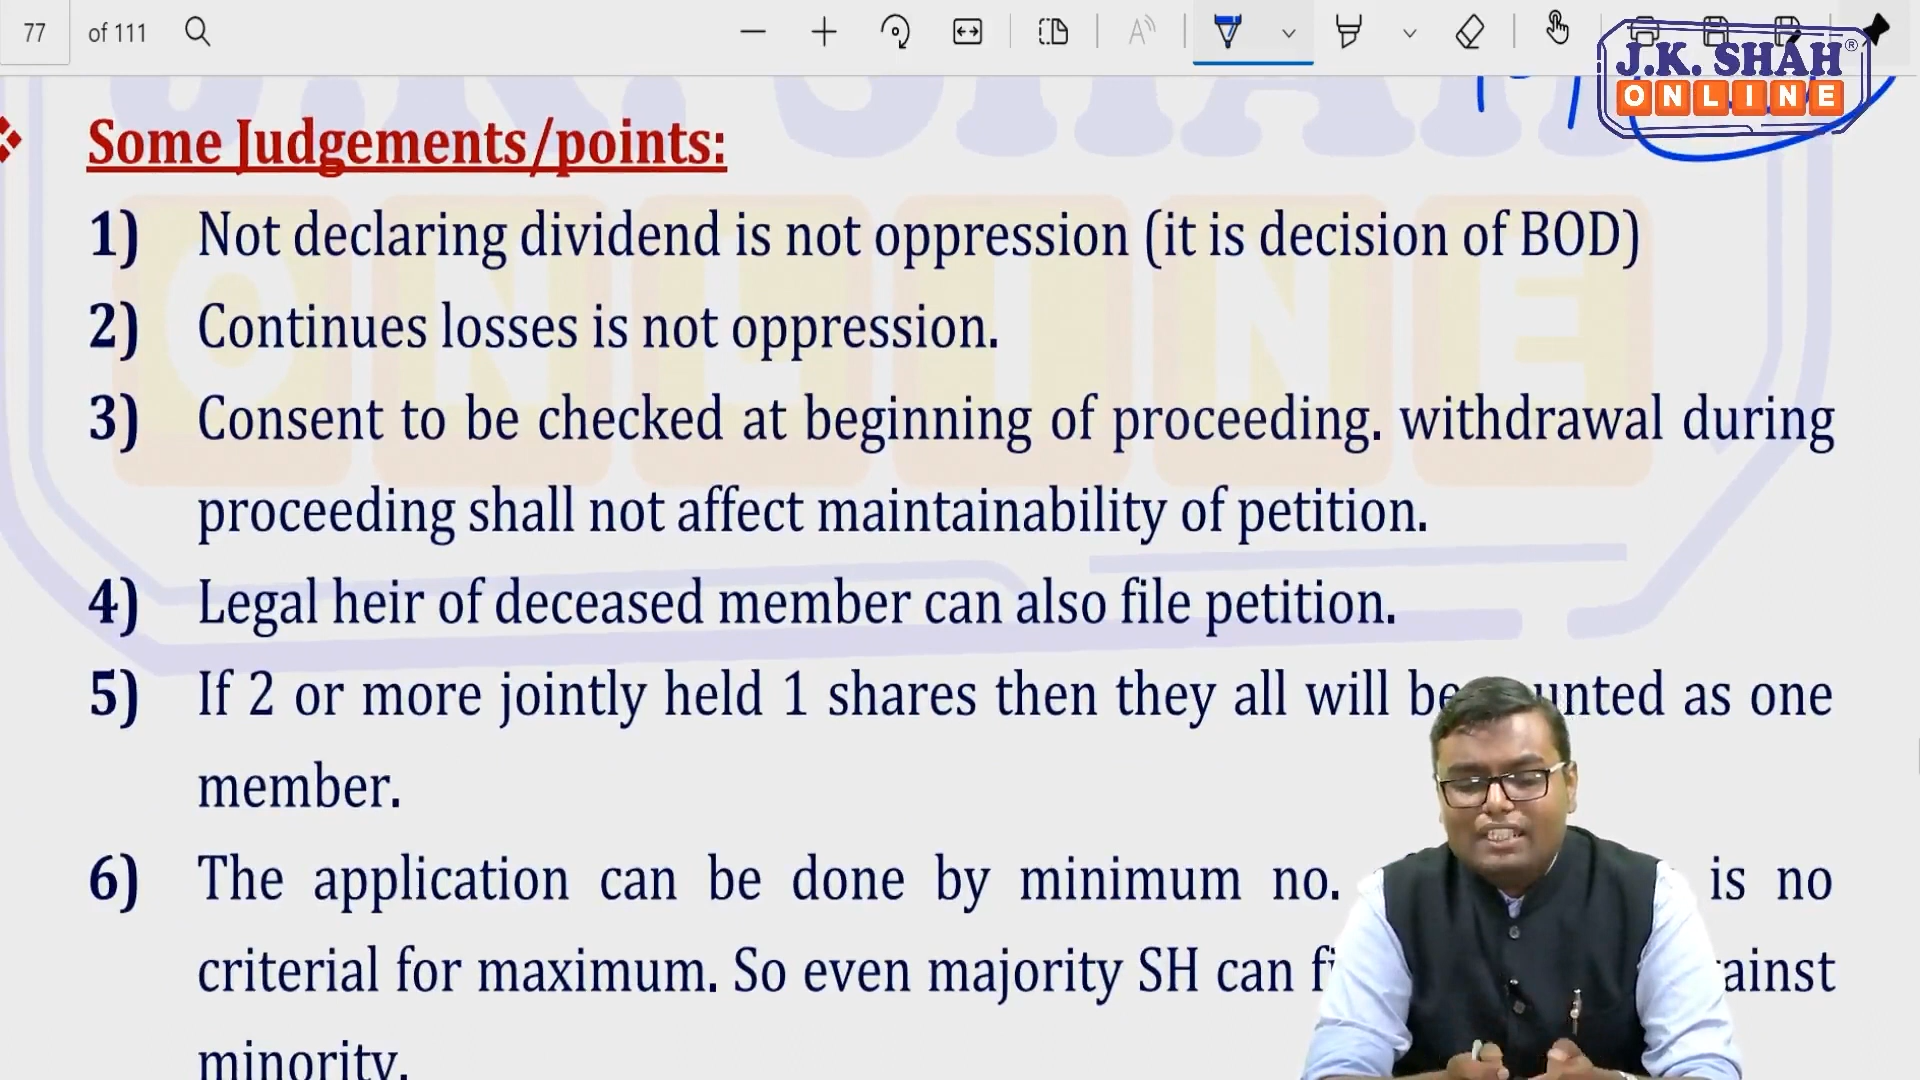 77 of 111
J.K. SHAH®
ONLINE
Some Judgements/points:
1) Not declaring dividend is not oppression (it is decision of BOD)
2) Continues losses is not oppression.
3) Consent to be checked at beginning of proceeding. withdrawal during
proceeding shall not affect maintainability of petition.
4) Legal heir of deceased member can also file petition.
5) If 2 or more jointly held 1 shares then they all will be unted as one
member.
6) The application can be done by minimum no. is no
criterial for maximum. So even majority SH can ainst
minority.